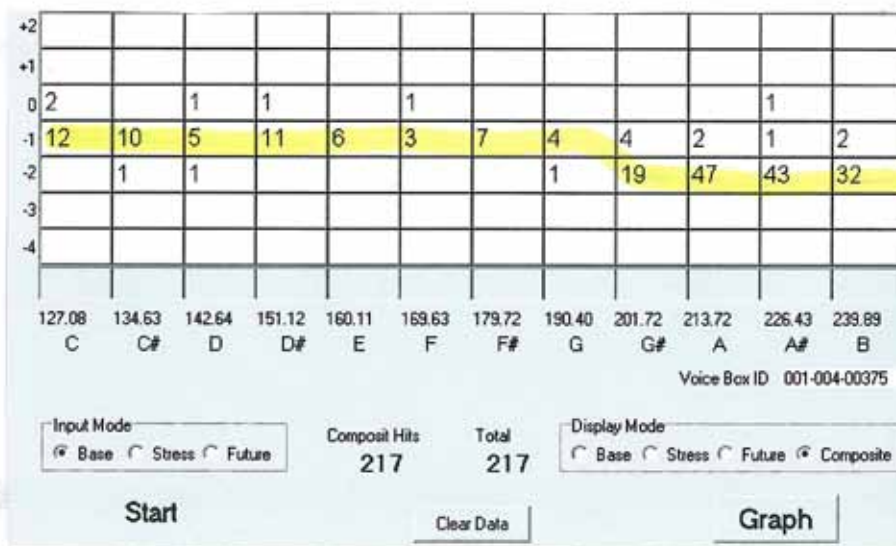 +2
+1
0 2 1 1 1 1
-1 12 10 5 11 6 3 7 4 4 2 1 2
-2 1 1 1 19 47 43 32
-3
-4
127.08 134.63 142.64 151.12 160.11 169.63 179.72 190.40 201.72 213.72 226.43 239.89
C C# D D# E F F# G G# A A# B
Voice Box ID 001-004-00375
Input Mode
Base Stress Future
Composit Hits
217
Total
217
Display Mode
Base Stress Future Composite
Start
Clear Data
Graph